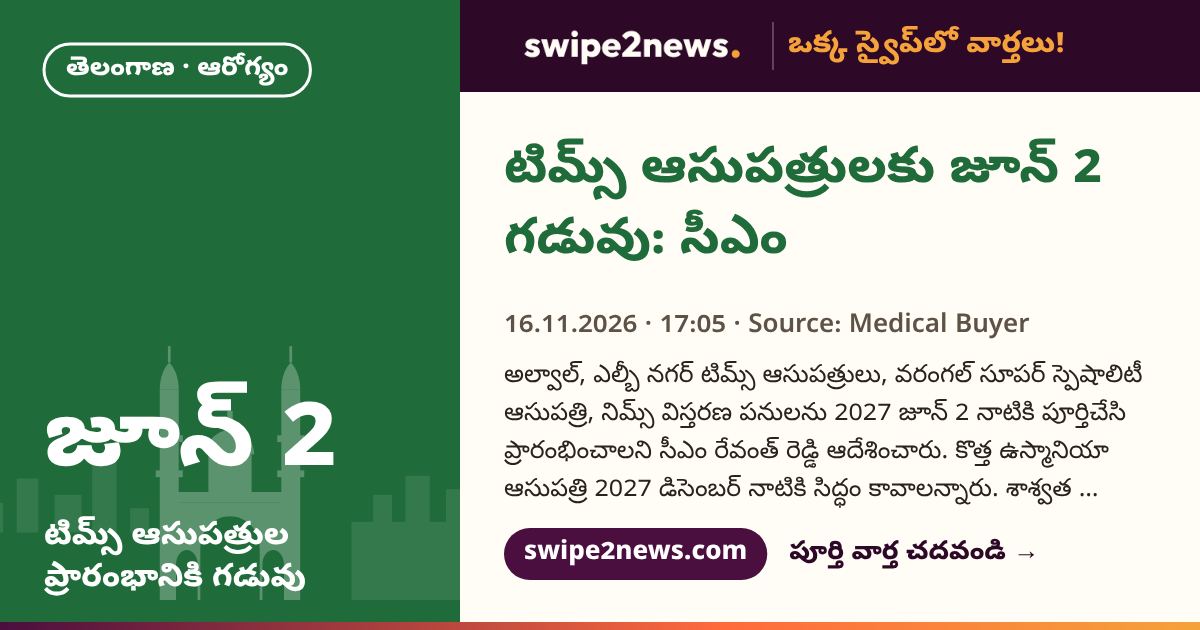 తెలంగాణ · ఆరోగ్యం
జూన్ 2
టిమ్స్ ఆసుపత్రుల
ప్రారంభానికి గడువు
swipe2news.
ఒక్క స్వైప్‌లో వార్తలు!
టిమ్స్ ఆసుపత్రులకు జూన్ 2
గడువు: సీఎం
16.11.2026 · 17:05 · Source: Medical Buyer
అల్వాల్, ఎల్బీ నగర్ టిమ్స్ ఆసుపత్రులు, వరంగల్ సూపర్ స్పెషాలిటీ
ఆసుపత్రి, నిమ్స్ విస్తరణ పనులను 2027 జూన్ 2 నాటికి పూర్తిచేసి
ప్రారంభించాలని సీఎం రేవంత్ రెడ్డి ఆదేశించారు. కొత్త ఉస్మానియా
ఆసుపత్రి 2027 డిసెంబర్ నాటికి సిద్ధం కావాలన్నారు. శాశ్వత ...
swipe2news.com
పూర్తి వార్త చదవండి →